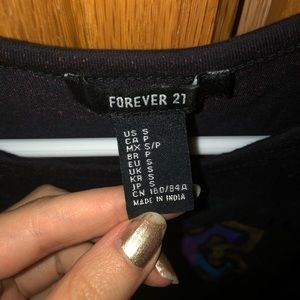 FOREVER 21
US S
CA P
MX S/P
BR P
EU S
UK S
KR S
JP S
CN 160/84A
MADE IN INDIA